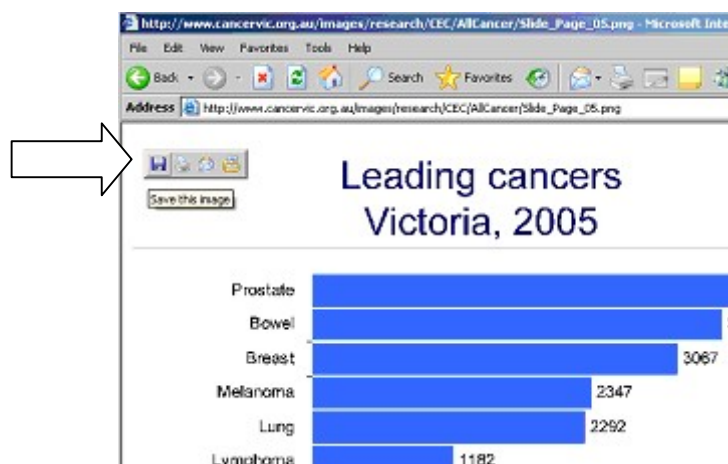 http://www.cancervic.org.au/images/research/CEC/AllCancer/Slide_Page_05.png - Microsoft Inte
File Edit View Favorites Tools Help
Back Search Favorites
Address http://www.cancervic.org.au/images/research/CEC/AllCancer/Slide_Page_05.png
Save this image
Leading cancers
Victoria, 2005
Prostate
Bowel
Breast 3067
Melanoma 2347
Lung 2292
Lymphoma 1182